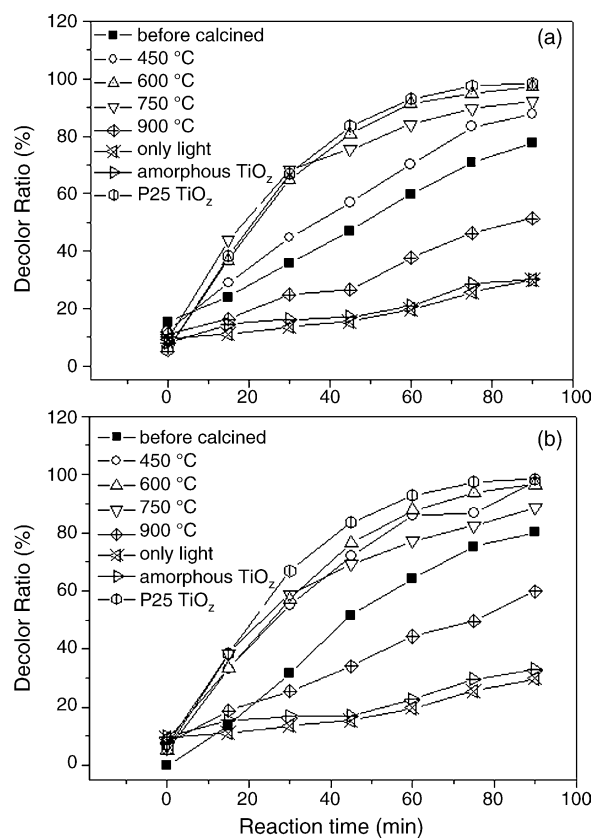 120
100
80
60
40
20
0
Decolor Ratio (%)
(a)
before calcined
450 °C
600 °C
750 °C
900 °C
only light
amorphous TiOz
P25 TiOz
0 20 40 60 80 100
120
100
80
60
40
20
0
Decolor Ratio (%)
(b)
before calcined
450 °C
600 °C
750 °C
900 °C
only light
amorphous TiOz
P25 TiOz
0 20 40 60 80 100
Reaction time (min)